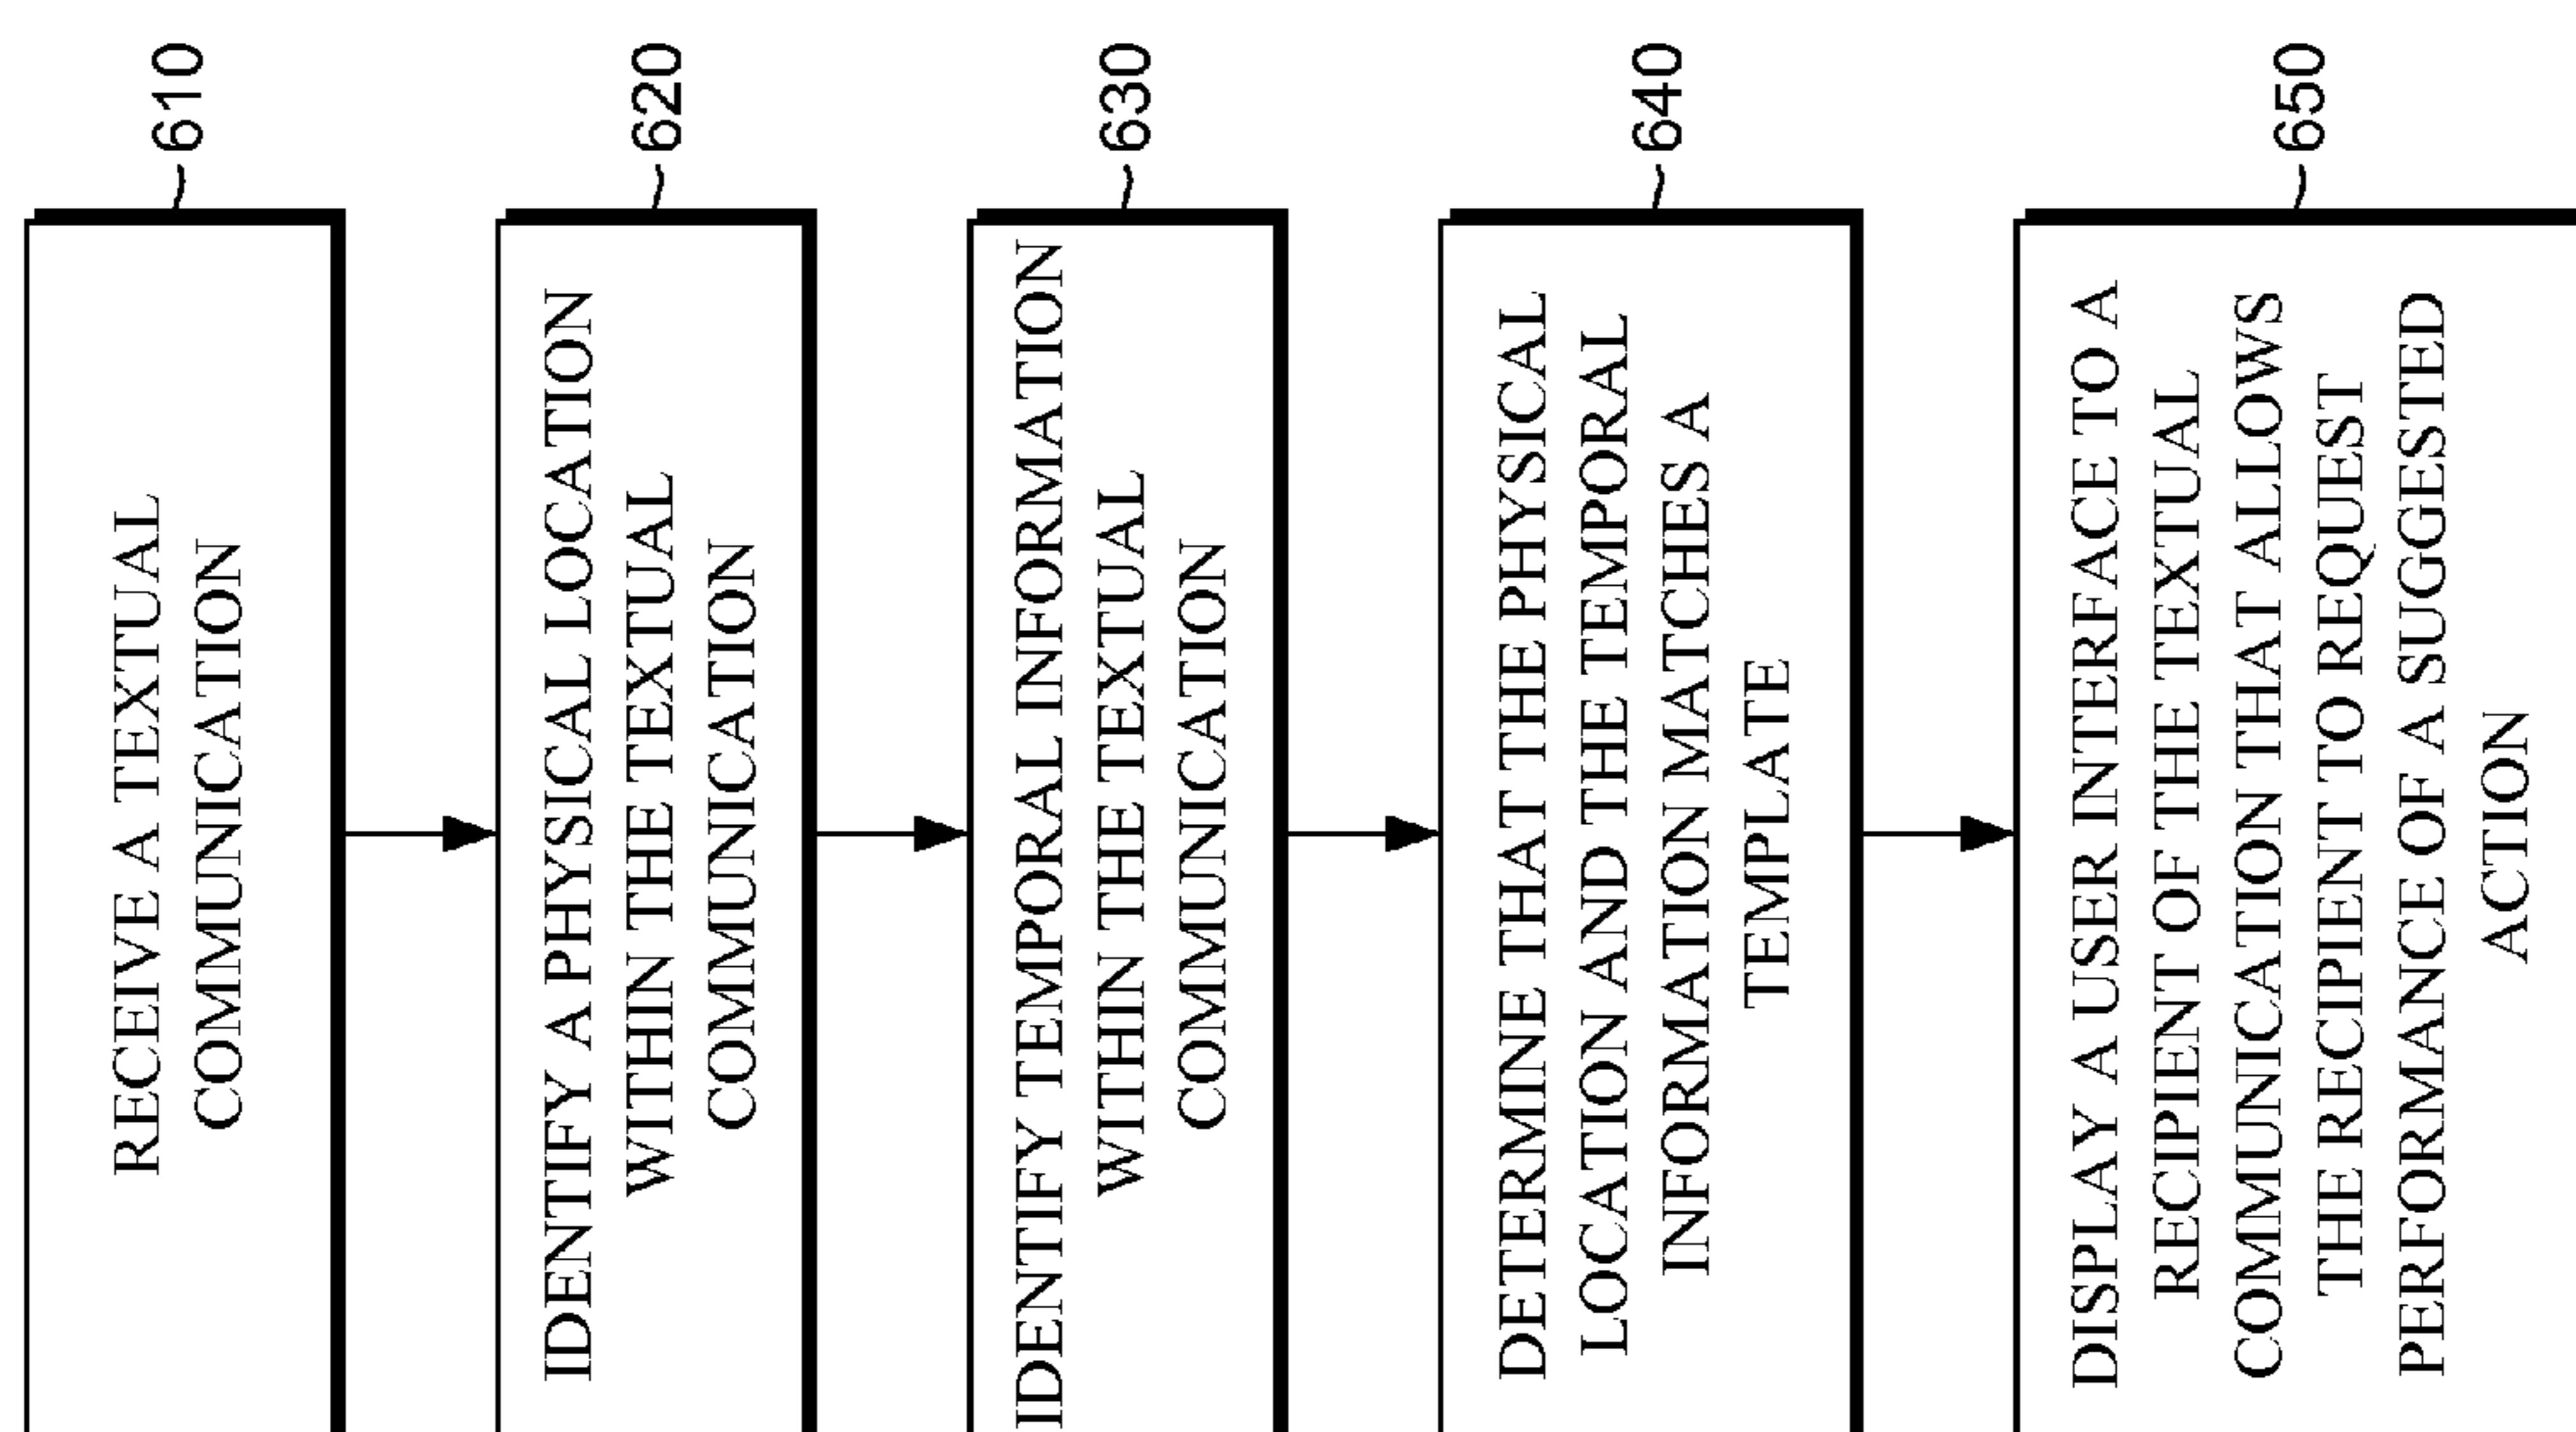 RECEIVE A TEXTUAL
COMMUNICATION
610
IDENTIFY A PHYSICAL LOCATION
WITHIN THE TEXTUAL
COMMUNICATION
620
IDENTIFY TEMPORAL INFORMATION
WITHIN THE TEXTUAL
COMMUNICATION
630
DETERMINE THAT THE PHYSICAL
LOCATION AND THE TEMPORAL
INFORMATION MATCHES A
TEMPLATE
640
DISPLAY A USER INTERFACE TO A
RECIPIENT OF THE TEXTUAL
COMMUNICATION THAT ALLOWS
THE RECIPIENT TO REQUEST
PERFORMANCE OF A SUGGESTED
ACTION
650